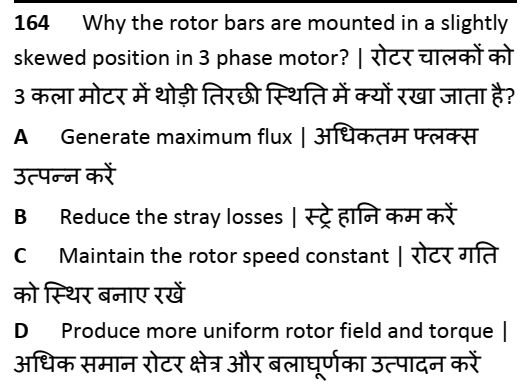 164 Why the rotor bars are mounted in a slightly
skewed position in 3 phase motor? | रोटर चालकों को
3 कला मोटर में थोड़ी तिरछी स्थिति में क्यों रखा जाता है?
A Generate maximum flux | अधिकतम फ्लक्स
उत्पन्न करें
B Reduce the stray losses | स्ट्रे हानि कम करें
C Maintain the rotor speed constant | रोटर गति
को स्थिर बनाए रखें
D Produce more uniform rotor field and torque |
अधिक समान रोटर क्षेत्र और बलाघूर्णका उत्पादन करें